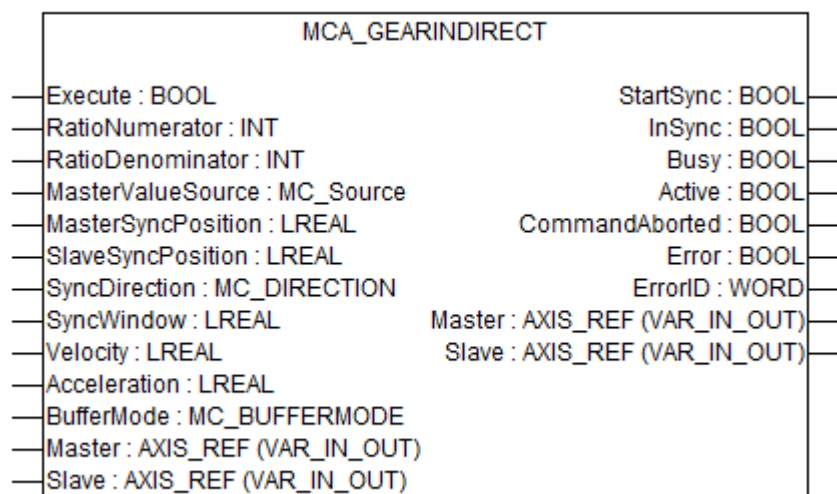 MCA_GEARINDIRECT
Execute : BOOL StartSync : BOOL
RatioNumerator : INT InSync : BOOL
RatioDenominator : INT Busy : BOOL
MasterValueSource : MC_Source Active : BOOL
MasterSyncPosition : LREAL CommandAborted : BOOL
SlaveSyncPosition : LREAL Error : BOOL
SyncDirection : MC_DIRECTION ErrorID : WORD
SyncWindow : LREAL Master : AXIS_REF (VAR_IN_OUT)
Velocity : LREAL Slave : AXIS_REF (VAR_IN_OUT)
Acceleration : LREAL
BufferMode : MC_BUFFERMODE
Master : AXIS_REF (VAR_IN_OUT)
Slave : AXIS_REF (VAR_IN_OUT)